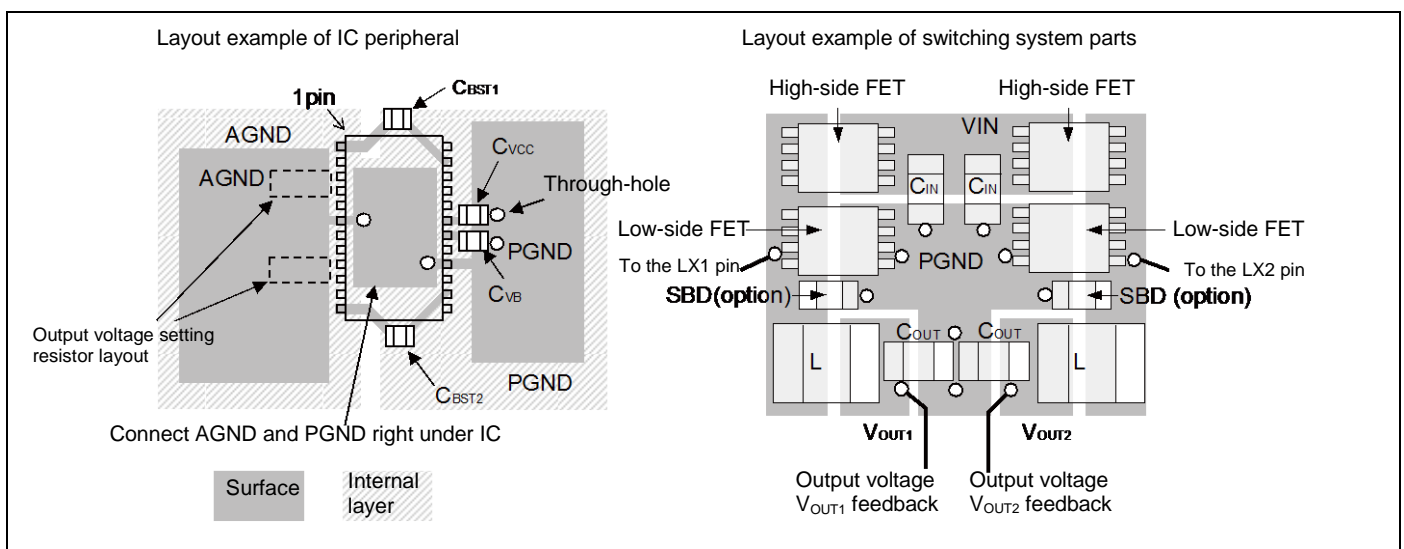 Layout example of IC peripheral
CBST1
1pin
AGND
AGND
CVCC
Through-hole
PGND
CVB
Output voltage setting
resistor layout
CBST2
PGND
Connect AGND and PGND right under IC
Surface
Internal
layer
Layout example of switching system parts
High-side FET
High-side FET
VIN
CIN
CIN
Low-side FET
Low-side FET
PGND
To the LX1 pin
To the LX2 pin
SBD(option)
SBD (option)
COUT
COUT
L
L
VOUT1
VOUT2
Output voltage
VOUT1 feedback
Output voltage
VOUT2 feedback